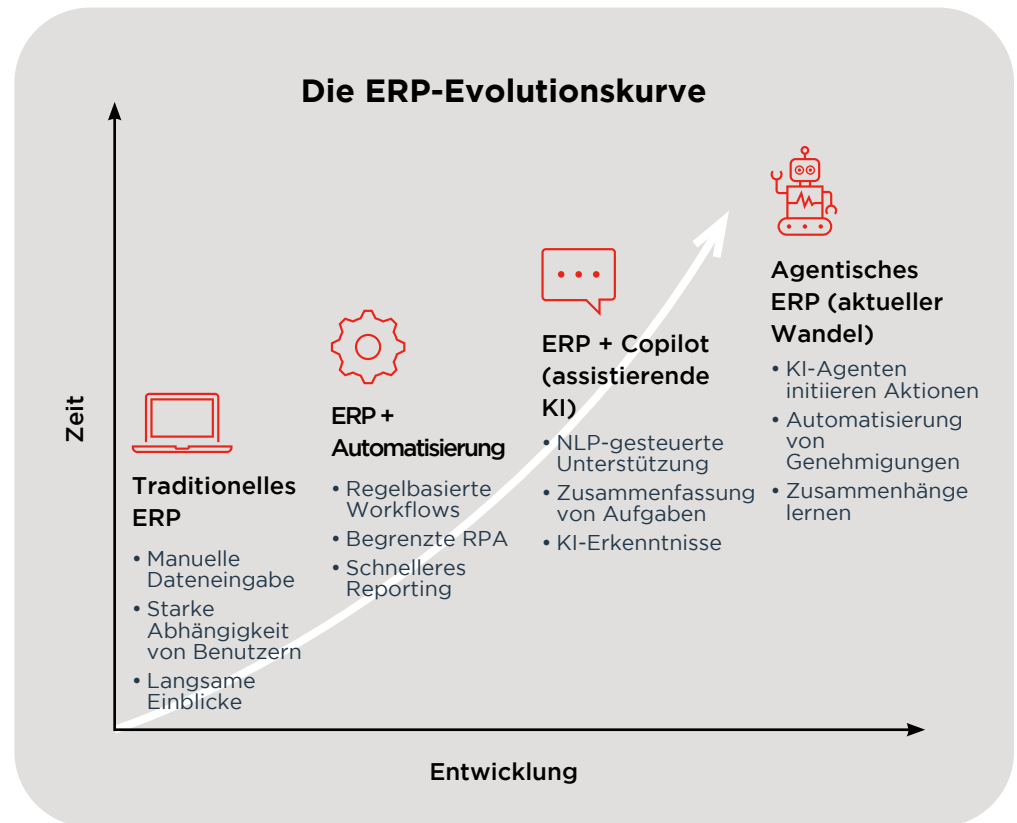 Die ERP-Evolutionskurve
Zeit
Traditionelles
ERP
• Manuelle
Dateneingabe
• Starke
Abhängigkeit
von Benutzern
• Langsame
Einblicke
ERP +
Automatisierung
• Regelbasierte
Workflows
• Begrenzte RPA
• Schnelleres
Reporting
ERP + Copilot
(assistierende
KI)
• NLP-gesteuerte
Unterstützung
• Zusammenfassung
von Aufgaben
• KI-Erkenntnisse
Agentisches
ERP (aktueller
Wandel)
• KI-Agenten
initiieren Aktionen
• Automatisierung
von
Genehmigungen
• Zusammenhänge
lernen
Entwicklung